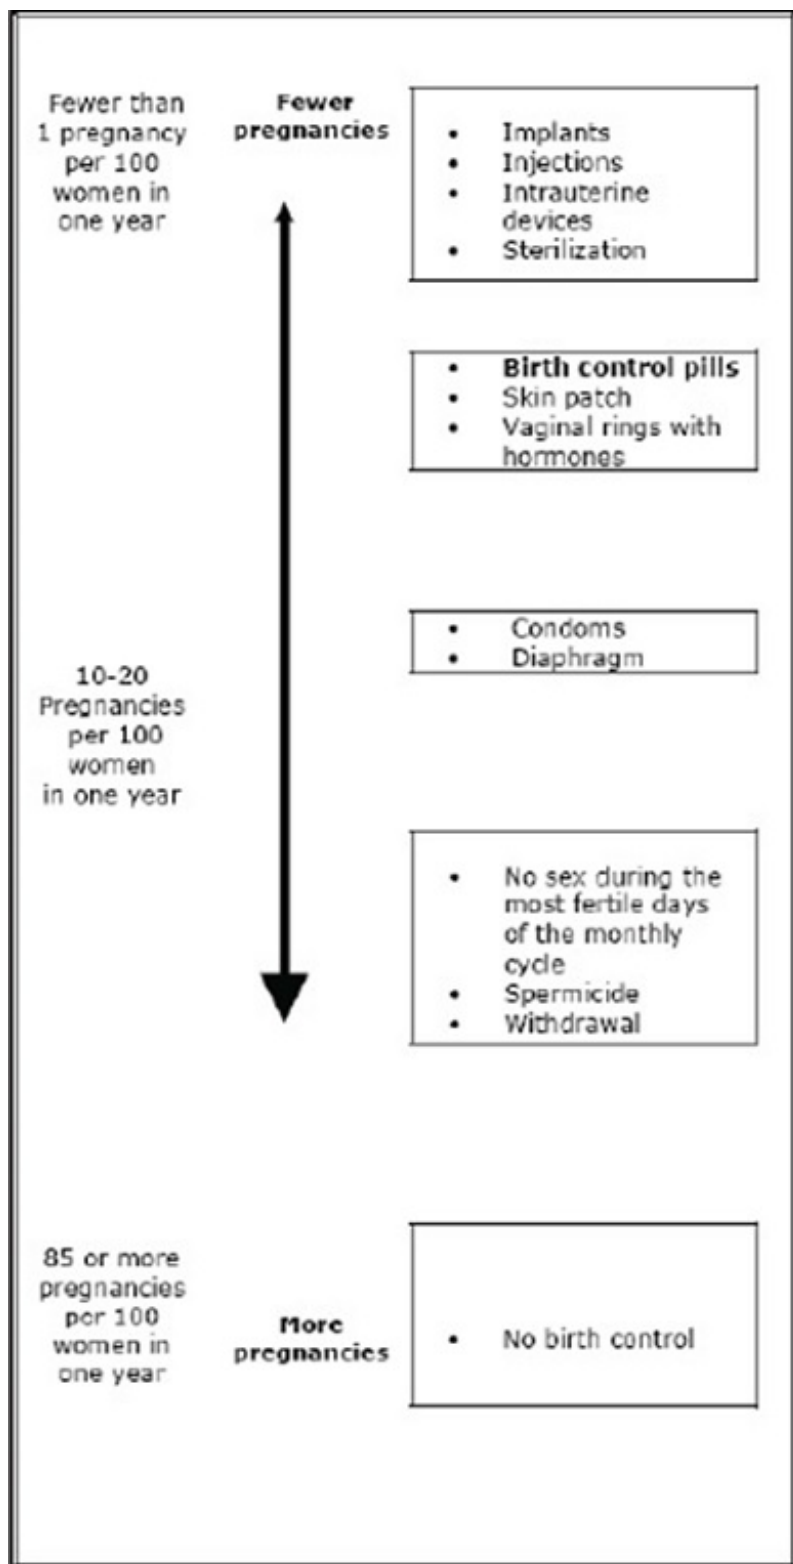 Fewer than
1 pregnancy
per 100
women in
one year
Fewer
pregnancies
• Implants
• Injections
• Intrauterine
devices
• Sterilization
• Birth control pills
• Skin patch
• Vaginal rings with
hormones
10-20
Pregnancies
per 100
women
in one year
• Condoms
• Diaphragm
• No sex during the
most fertile days
of the monthly
cycle
• Spermicide
• Withdrawal
85 or more
pregnancies
per 100
women in
one year
More
pregnancies
• No birth control